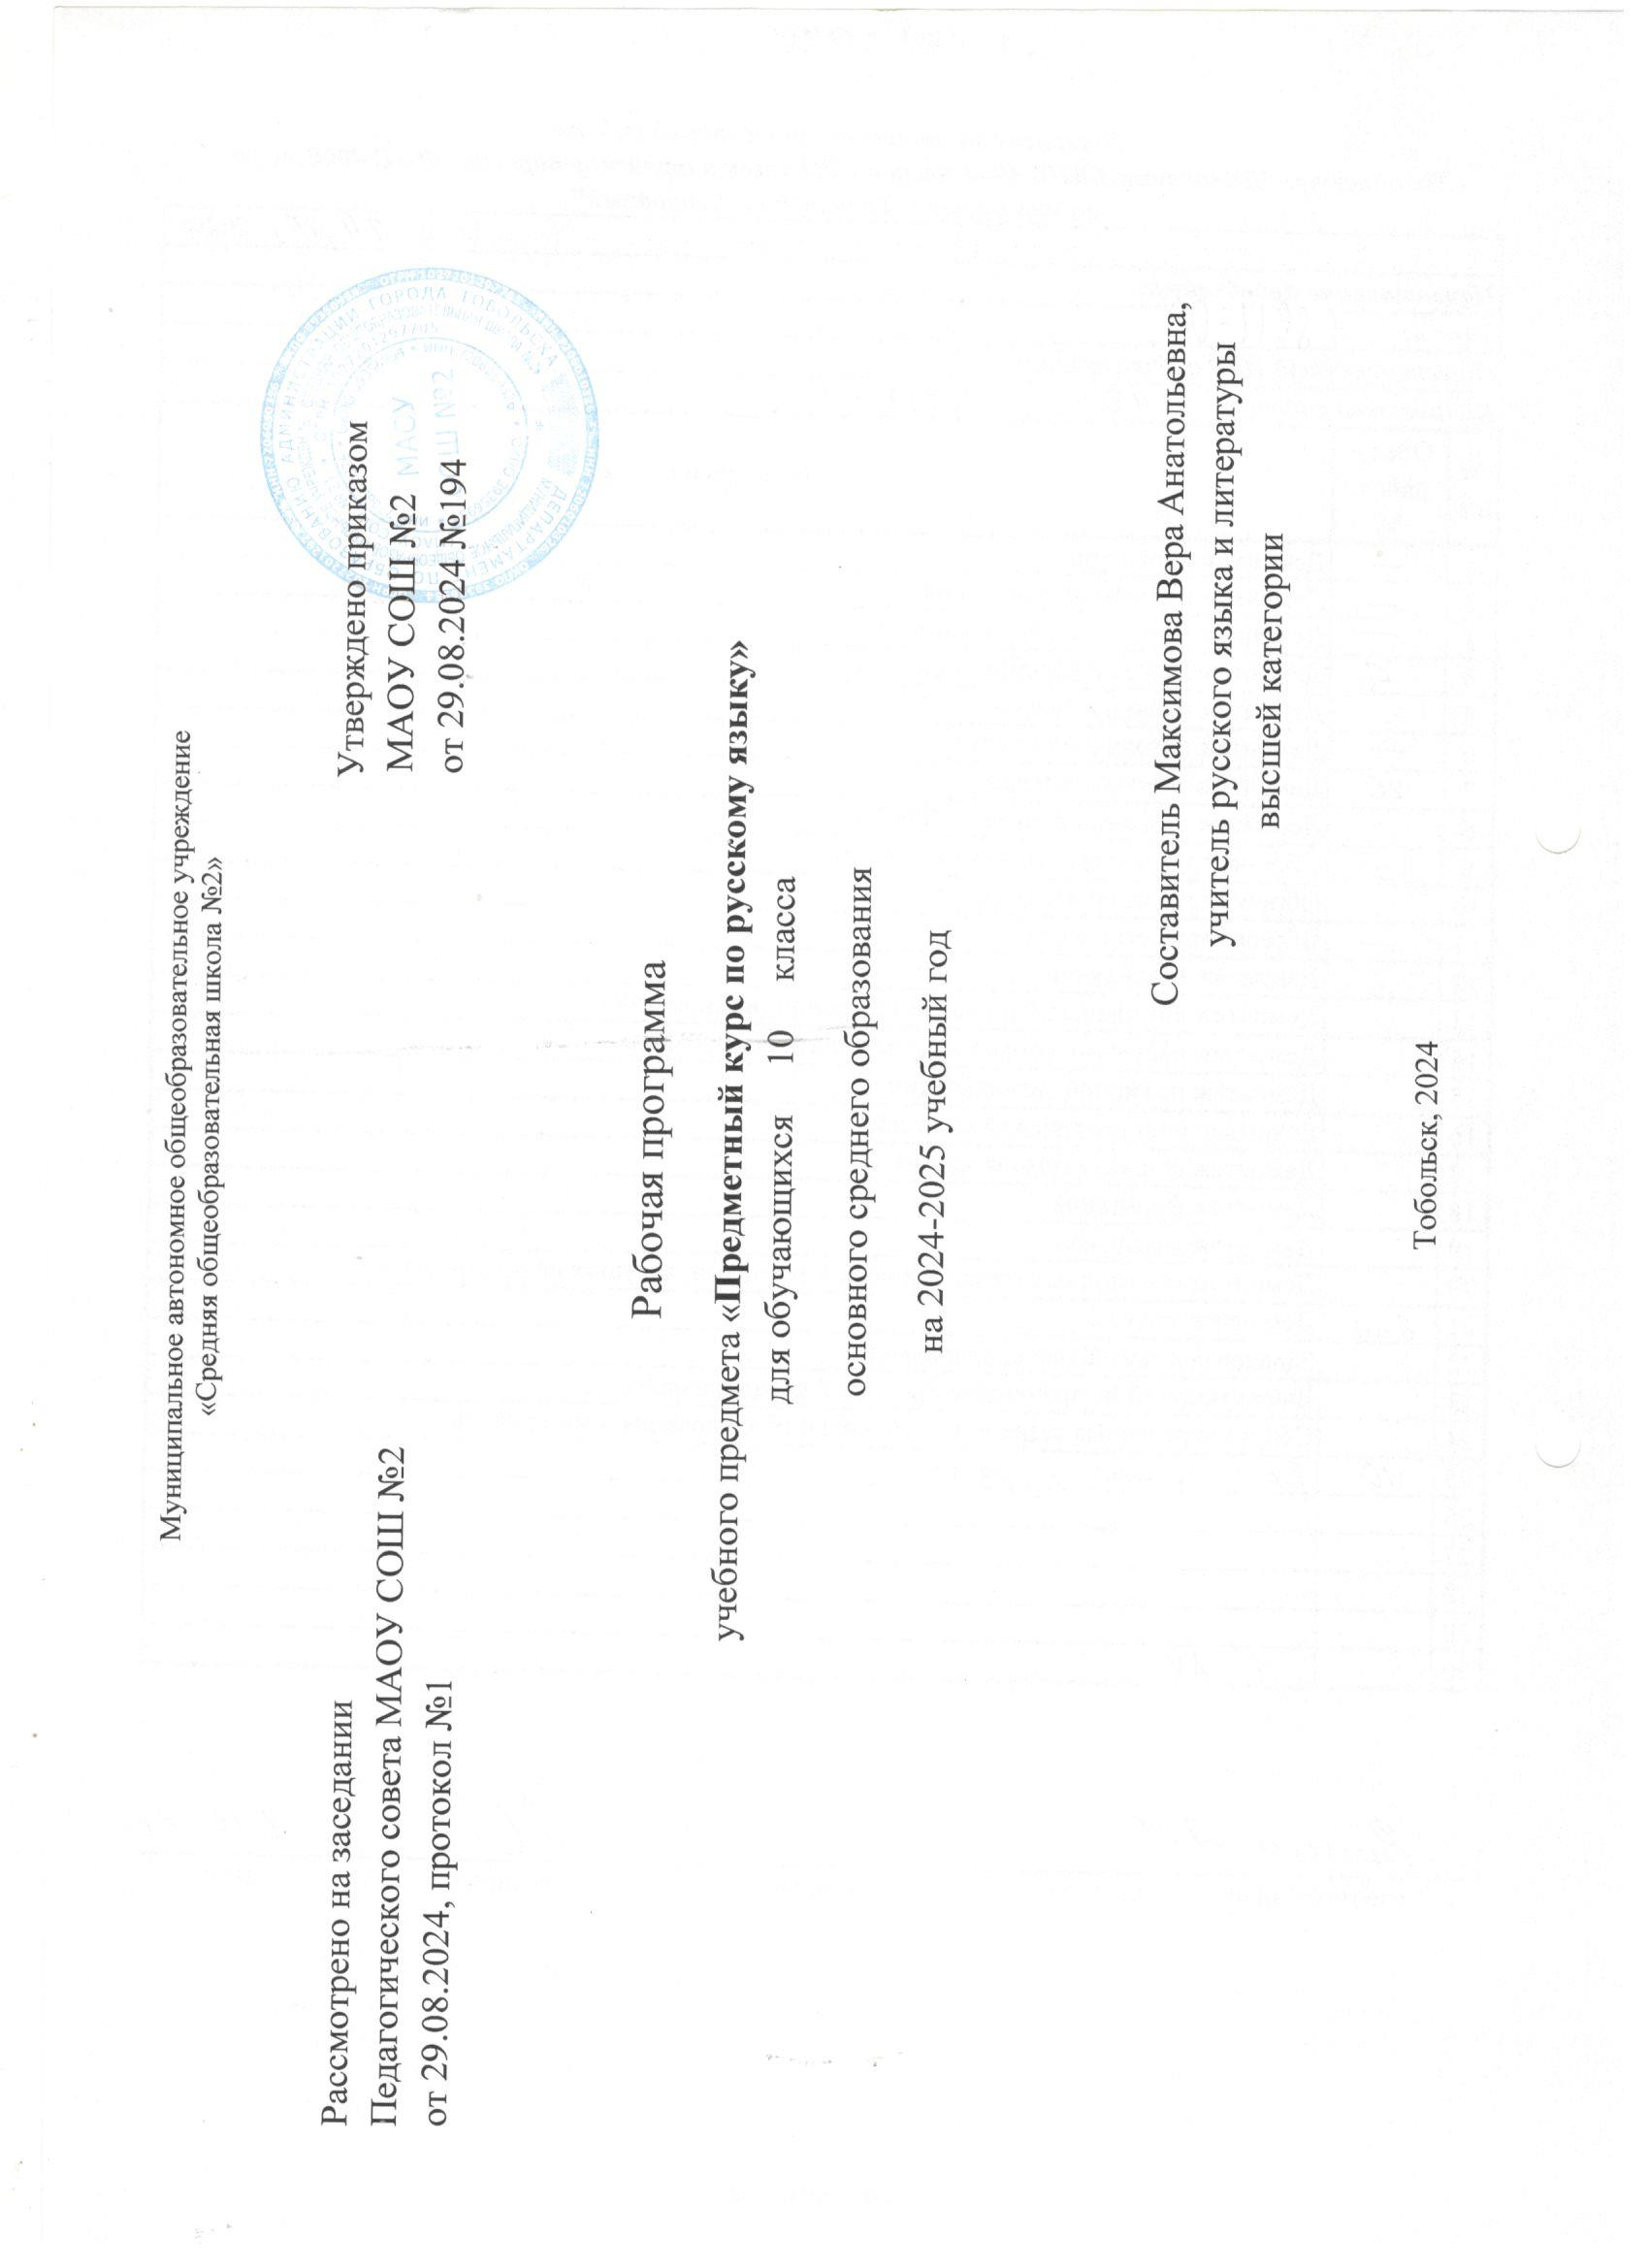 Муниципальное автономное общеобразовательное учреждение
«Средняя общеобразовательная школа №2»
Рассмотрено на заседании
Педагогического совета МАОУ СОШ №2
от 29.08.2024, протокол №1
Утверждено приказом
МАОУ СОШ №2
от 29.08.2024 №194
МАОУ
СОШ №2
Рабочая программа
учебного предмета «Предметный курс по русскому языку»
для обучающихся 10 класса
основного среднего образования
на 2024-2025 учебный год
Составитель Максимова Вера Анатольевна,
учитель русского языка и литературы
высшей категории
Тобольск, 2024